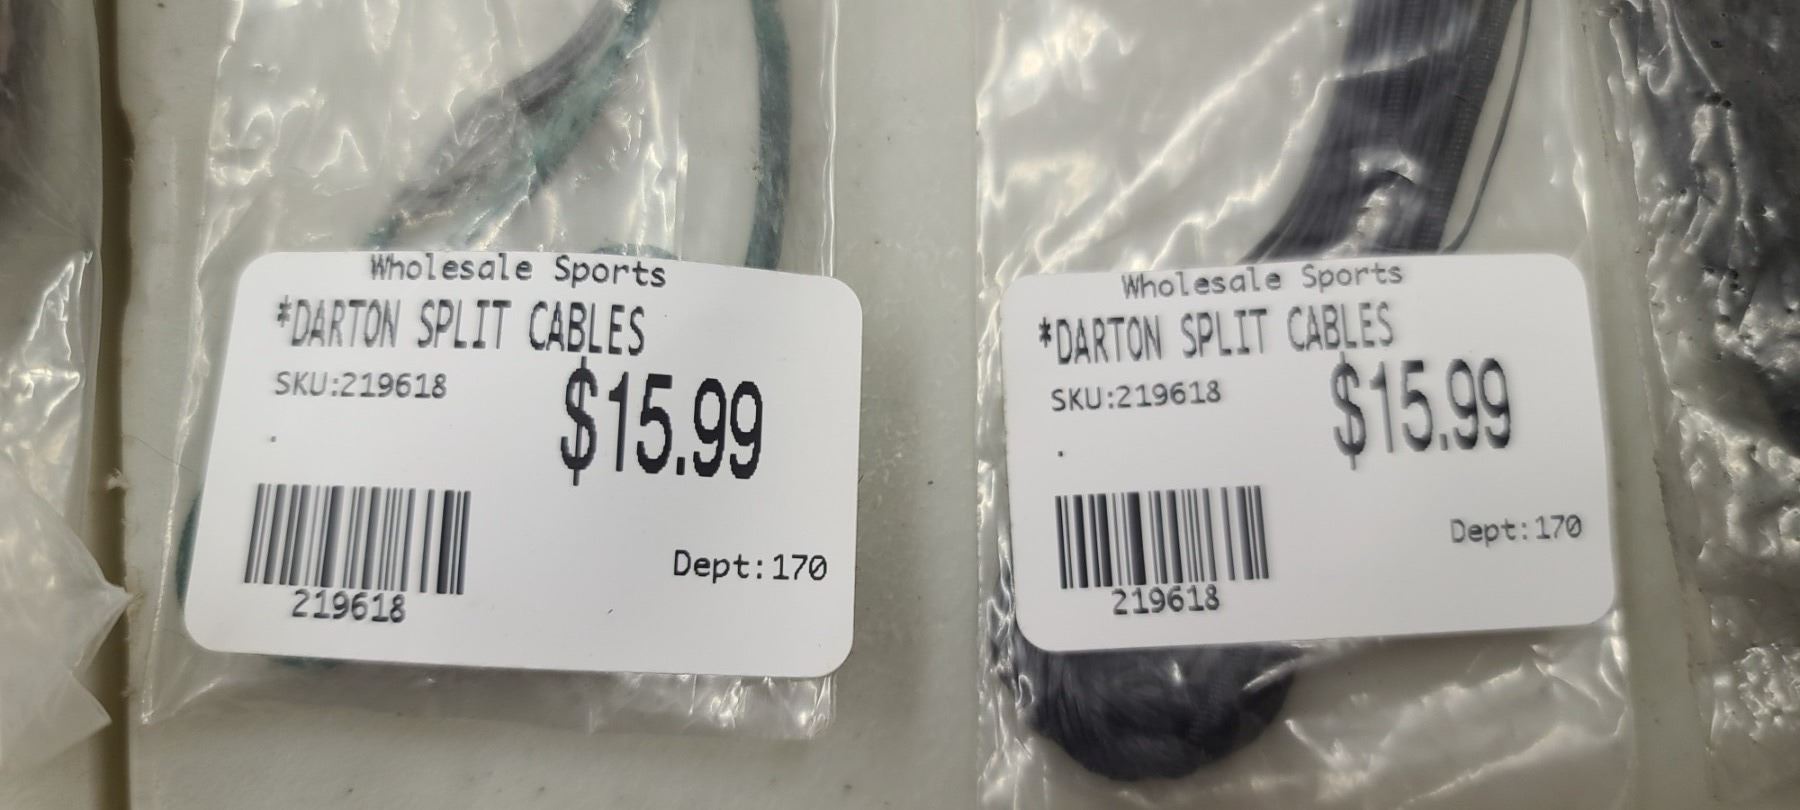 Wholesale Sports
*DARTON SPLIT CABLES
SKU:219618
$15.99
.
Dept:170
219618
Wholesale Sports
*DARTON SPLIT CABLES
SKU:219618
$15.99
.
Dept:170
219618